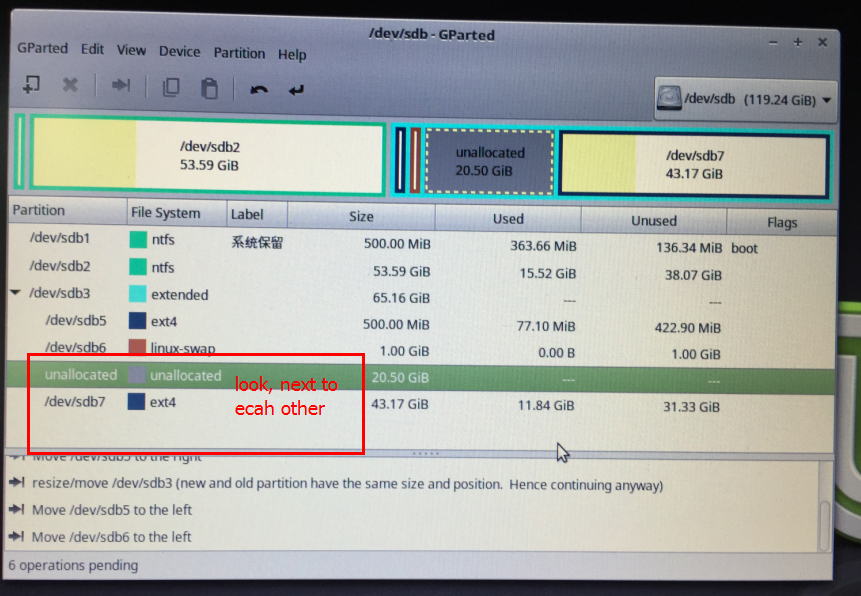 /dev/sdb - GParted
GParted Edit View Device Partition Help
/dev/sdb (119.24 GiB)
/dev/sdb2
53.59 GiB
unallocated
20.50 GiB
/dev/sdb7
43.17 GiB
Partition File System Label Size Used Unused Flags
/dev/sdb1 ntfs 系统保留 500.00 MiB 363.66 MiB 136.34 MiB boot
/dev/sdb2 ntfs 53.59 GiB 15.52 GiB 38.07 GiB
/dev/sdb3 extended 65.16 GiB --- ---
/dev/sdb5 ext4 500.00 MiB 77.10 MiB 422.90 MiB
/dev/sdb6 linux-swap 1.00 GiB 0.00 B 1.00 GiB
unallocated unallocated 20.50 GiB --- ---
/dev/sdb7 ext4 43.17 GiB 11.84 GiB 31.33 GiB
look, next to
ecah other
Move /dev/sdb5 to the right
resize/move /dev/sdb3 (new and old partition have the same size and position. Hence continuing anyway)
Move /dev/sdb5 to the left
Move /dev/sdb6 to the left
6 operations pending